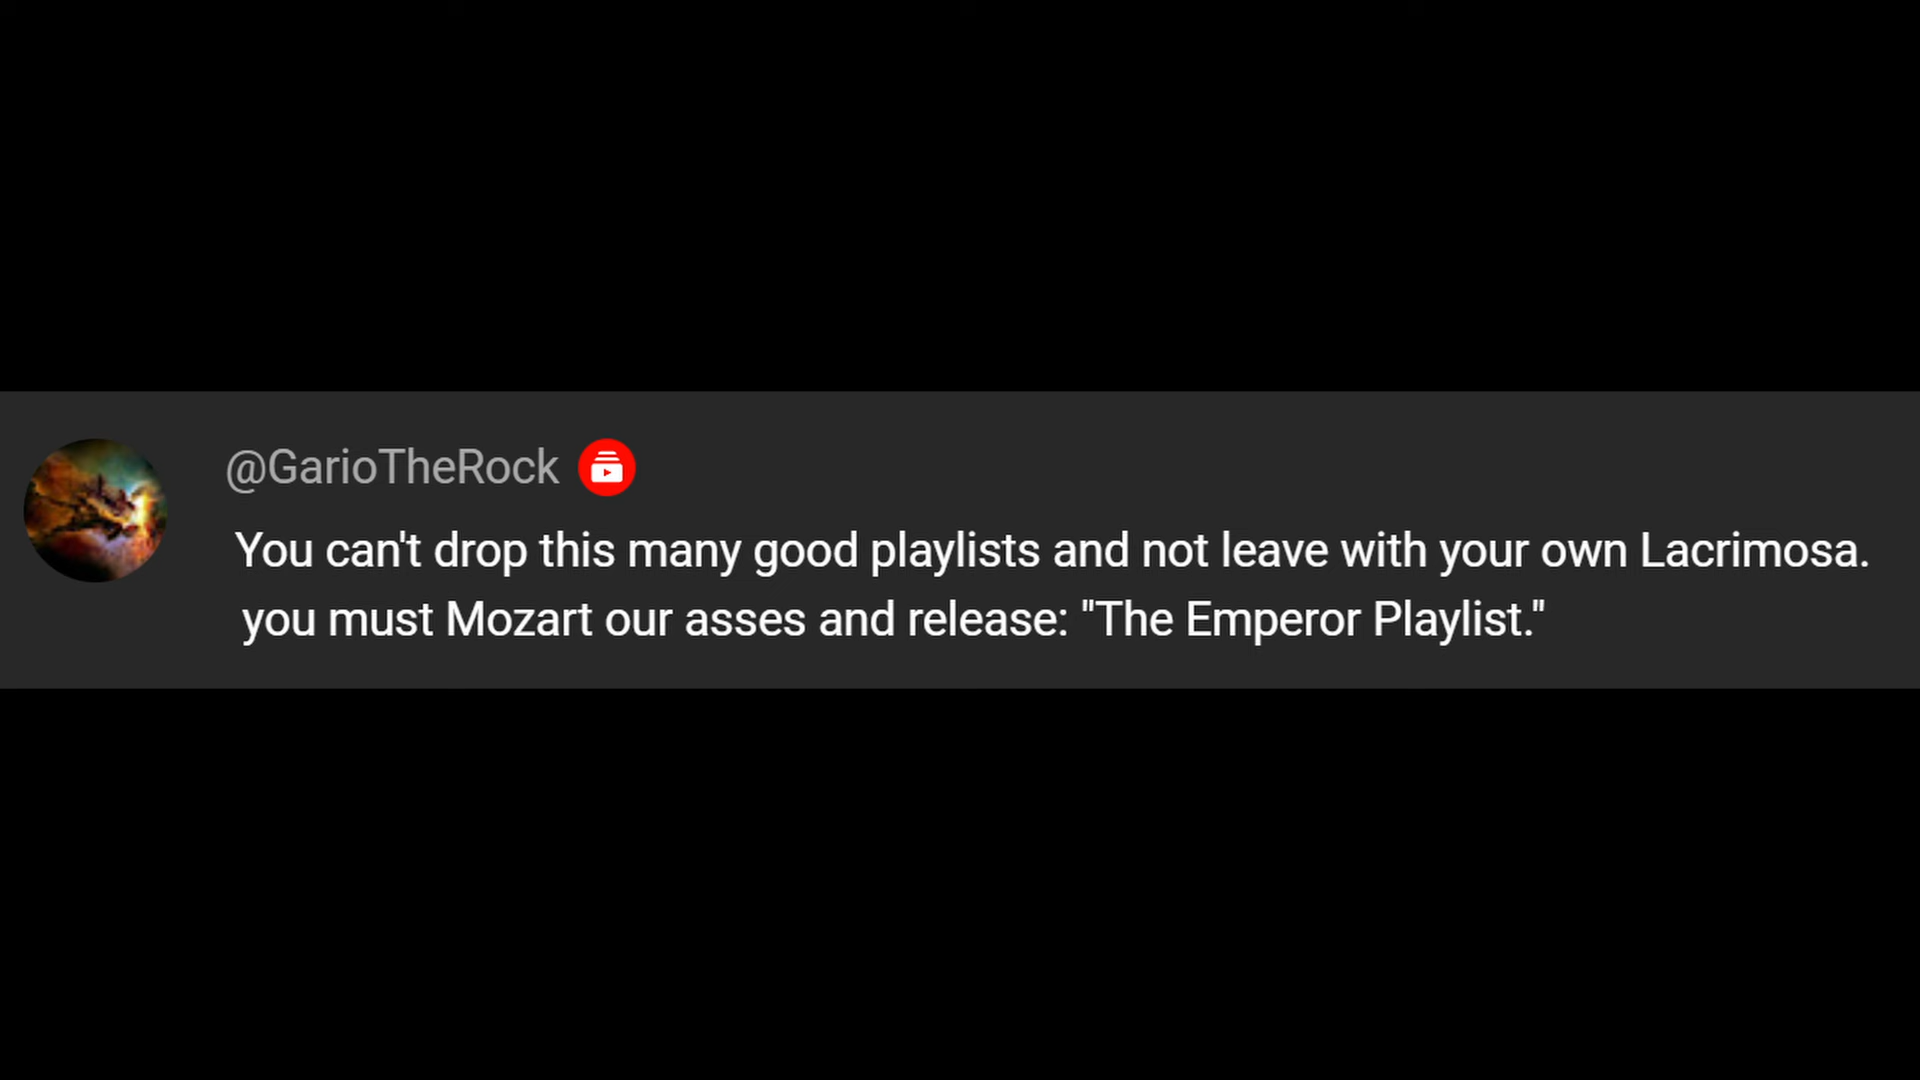 @GarioTheRock
You can't drop this many good playlists and not leave with your own Lacrimosa.
you must Mozart our asses and release: "The Emperor Playlist."